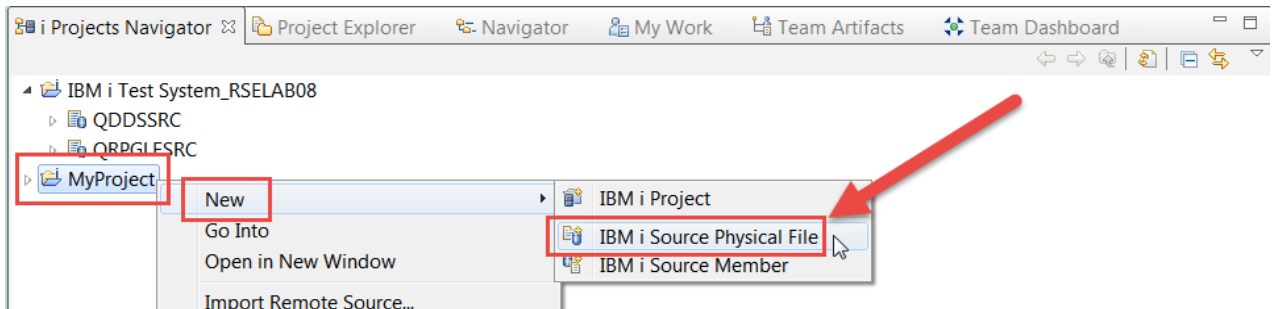 i Projects Navigator Project Explorer Navigator My Work Team Artifacts Team Dashboard
IBM i Test System_RSELAB08
QDDSSRC
QRPGLESRC
MyProject
New IBM i Project
Go Into IBM i Source Physical File
Open in New Window IBM i Source Member
Import Remote Source...